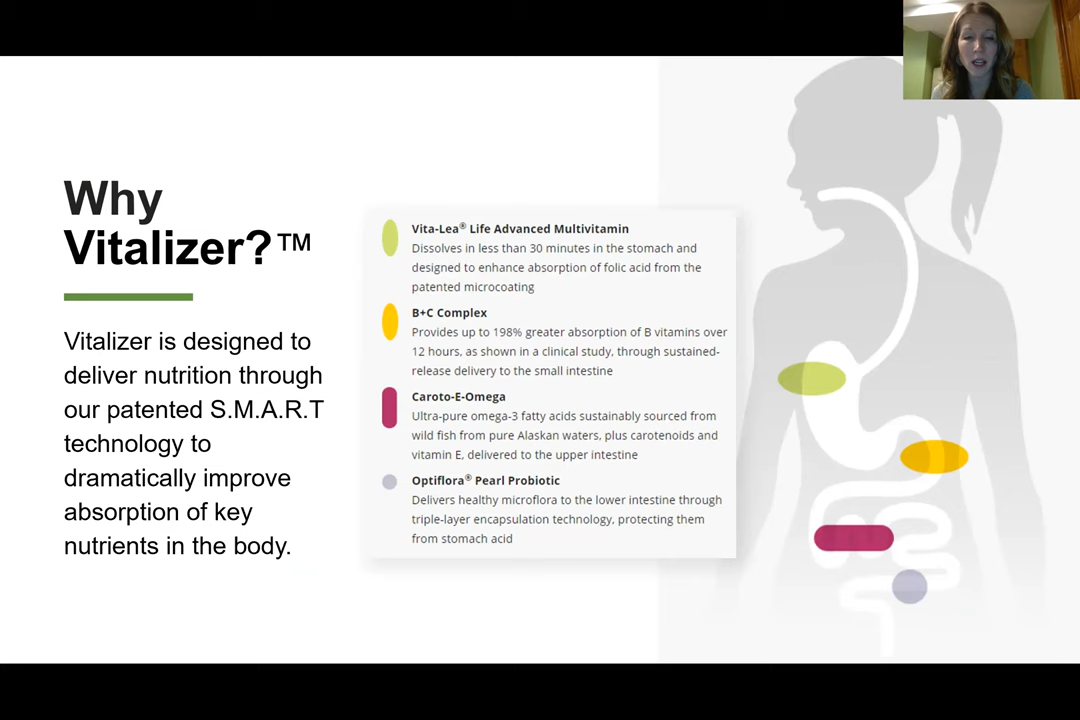 Why
Vitalizer?™
Vitalizer is designed to
deliver nutrition through
our patented S.M.A.R.T
technology to
dramatically improve
absorption of key
nutrients in the body.
Vita-Lea® Life Advanced Multivitamin
Dissolves in less than 30 minutes in the stomach and
designed to enhance absorption of folic acid from the
patented microcoating
B+C Complex
Provides up to 198% greater absorption of B vitamins over
12 hours, as shown in a clinical study, through sustained-
release delivery to the small intestine
Caroto-E-Omega
Ultra-pure omega-3 fatty acids sustainably sourced from
wild fish from pure Alaskan waters, plus carotenoids and
vitamin E, delivered to the upper intestine
Optiflora® Pearl Probiotic
Delivers healthy microflora to the lower intestine through
triple-layer encapsulation technology, protecting them
from stomach acid